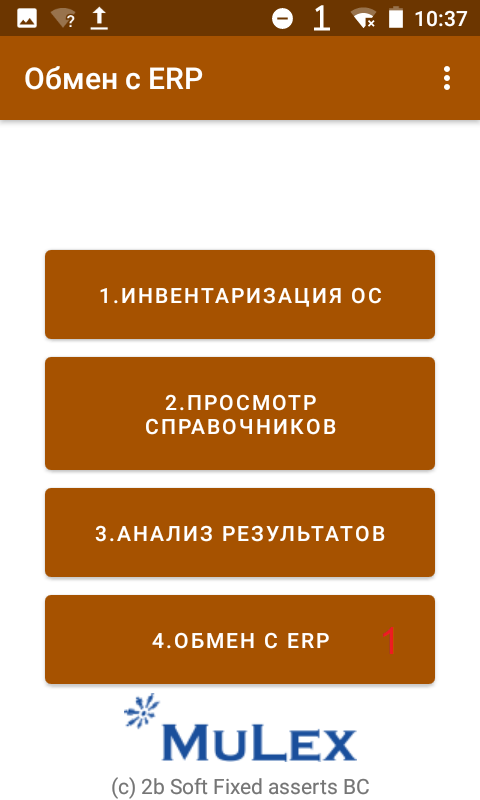 ? 1 10:37
Обмен с ERP
1.ИНВЕНТАРИЗАЦИЯ ОС
2.ПРОСМОТР
СПРАВОЧНИКОВ
3.АНАЛИЗ РЕЗУЛЬТАТОВ
4.ОБМЕН С ERP 1
MULEX
(c) 2b Soft Fixed asserts BC